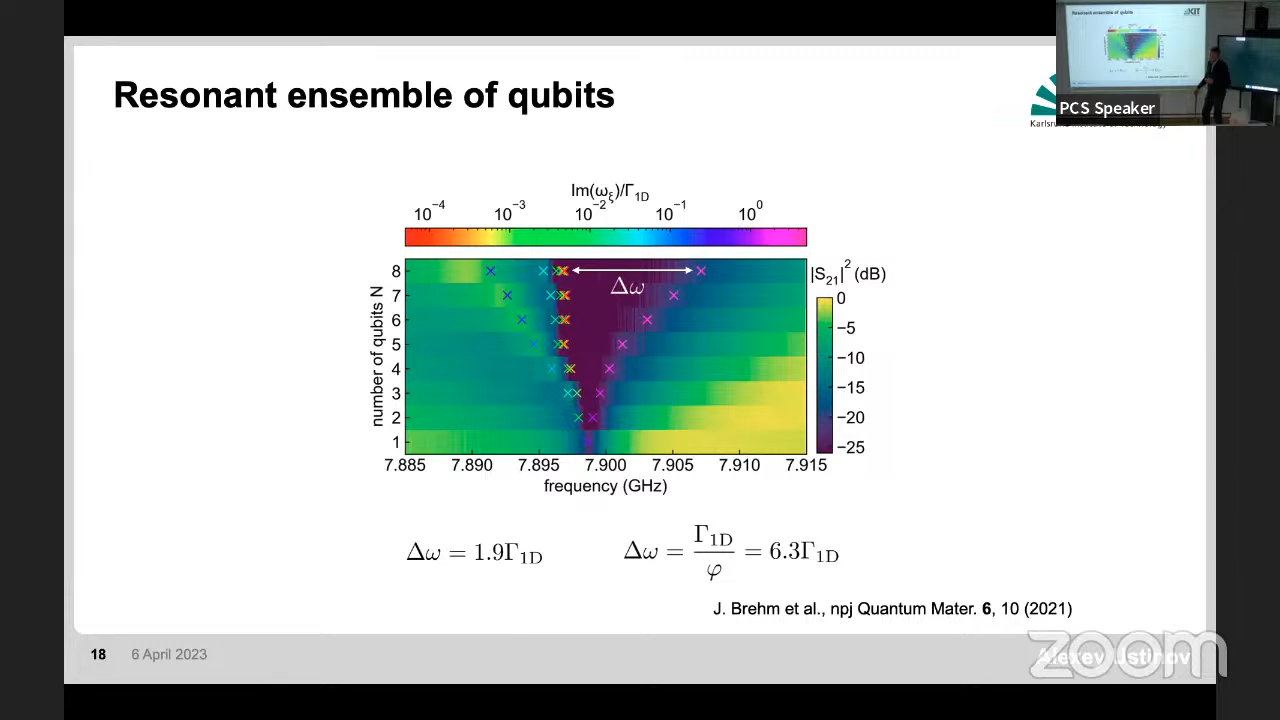 Resonant ensemble of qubits
PCS Speaker
Im(ω_ξ)/Γ_1D
10^−4 10^−3 10^−2 10^−1 10^0
8
7
6
5
4
3
2
1
number of qubits N
Δω
|S_21|^2 (dB)
0
−5
−10
−15
−20
−25
7.885 7.890 7.895 7.900 7.905 7.910 7.915
frequency (GHz)
Δω = 1.9Γ_1D
Δω = Γ_1D/φ = 6.3Γ_1D
J. Brehm et al., npj Quantum Mater. 6, 10 (2021)
18 6 April 2023
Alexey Ustinov
zoom